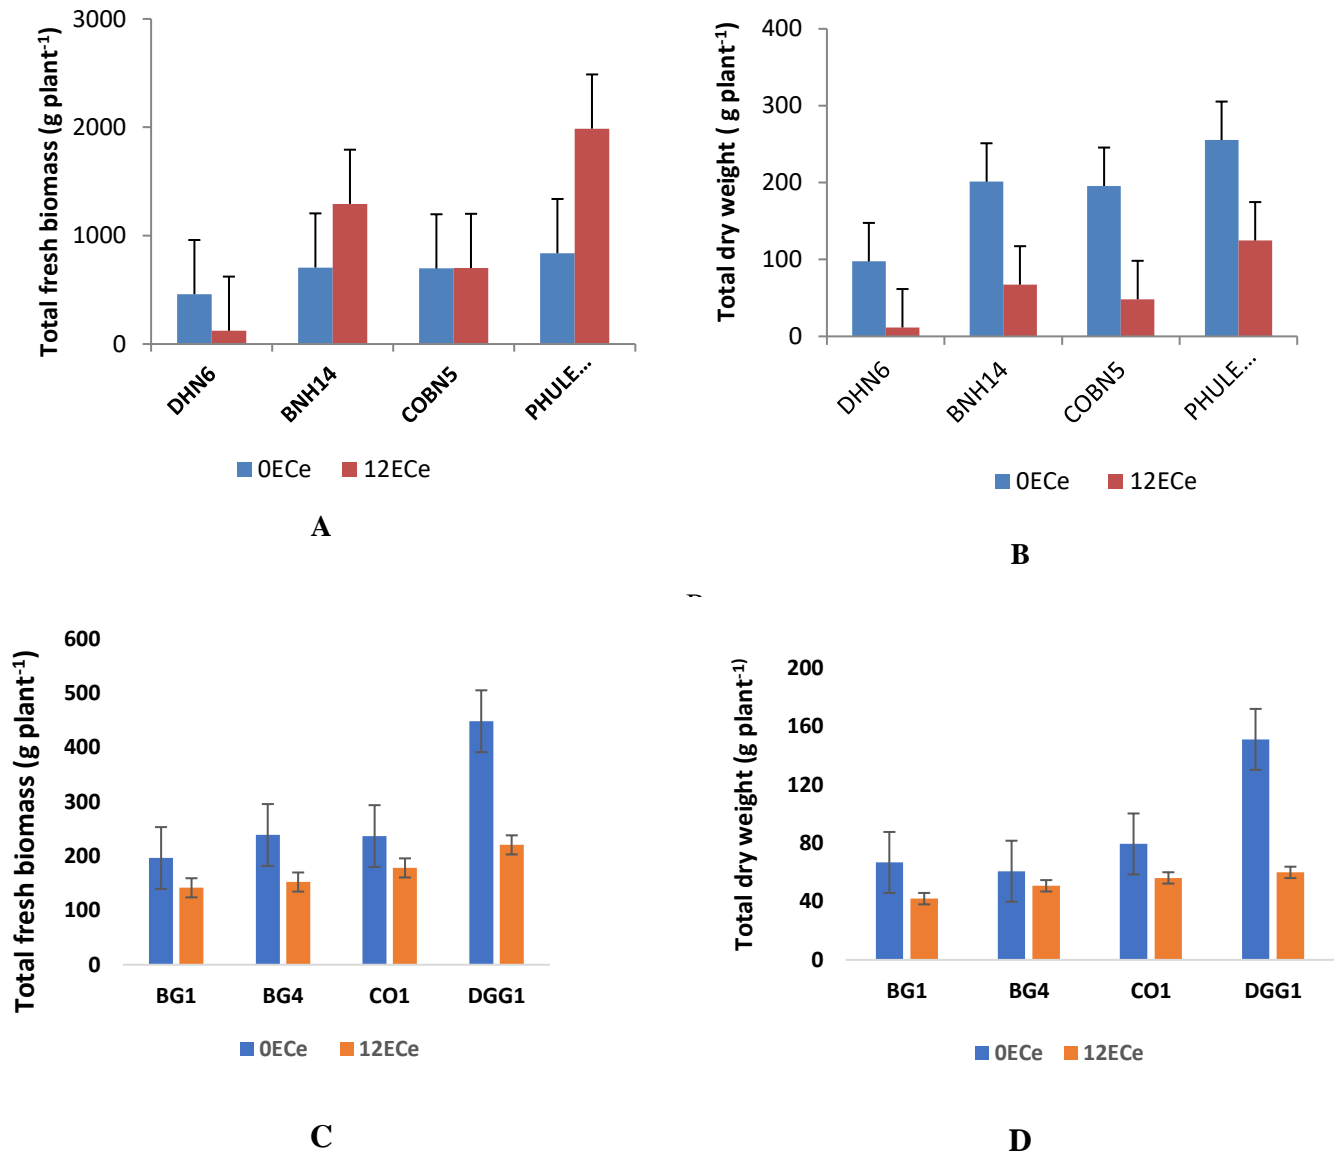 Total fresh biomass (g plant-1)
3000
2000
1000
0
DHN6
BNH14
COBN5
PHULE...
0ECe 12ECe
A
Total dry weight ( g plant-1)
400
300
200
100
0
DHN6
BNH14
COBN5
PHULE...
0ECe 12ECe
B
Total fresh biomass (g plant-1)
600
500
400
300
200
100
0
BG1 BG4 CO1 DGG1
0ECe 12ECe
C
Total dry weight (g plant-1)
200
160
120
80
40
0
BG1 BG4 CO1 DGG1
0ECe 12ECe
D